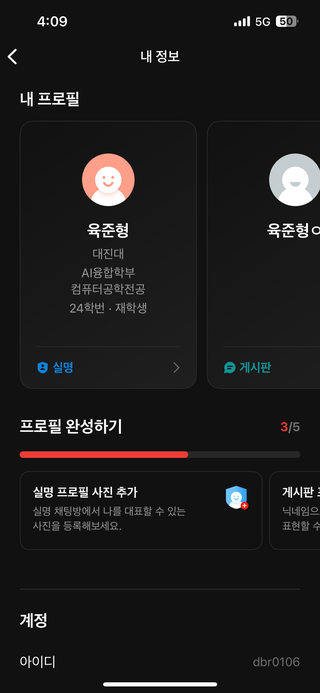 4:09
5G
50
내 정보
내 프로필
육준형
대진대
AI융합학부
컴퓨터공학전공
24학번 · 재학생
실명
육준형
게시판
프로필 완성하기
3/5
실명 프로필 사진 추가
실명 채팅방에서 나를 대표할 수 있는
사진을 등록해보세요.
게시판
닉네임으
표현할 수
계정
아이디
dbr0106